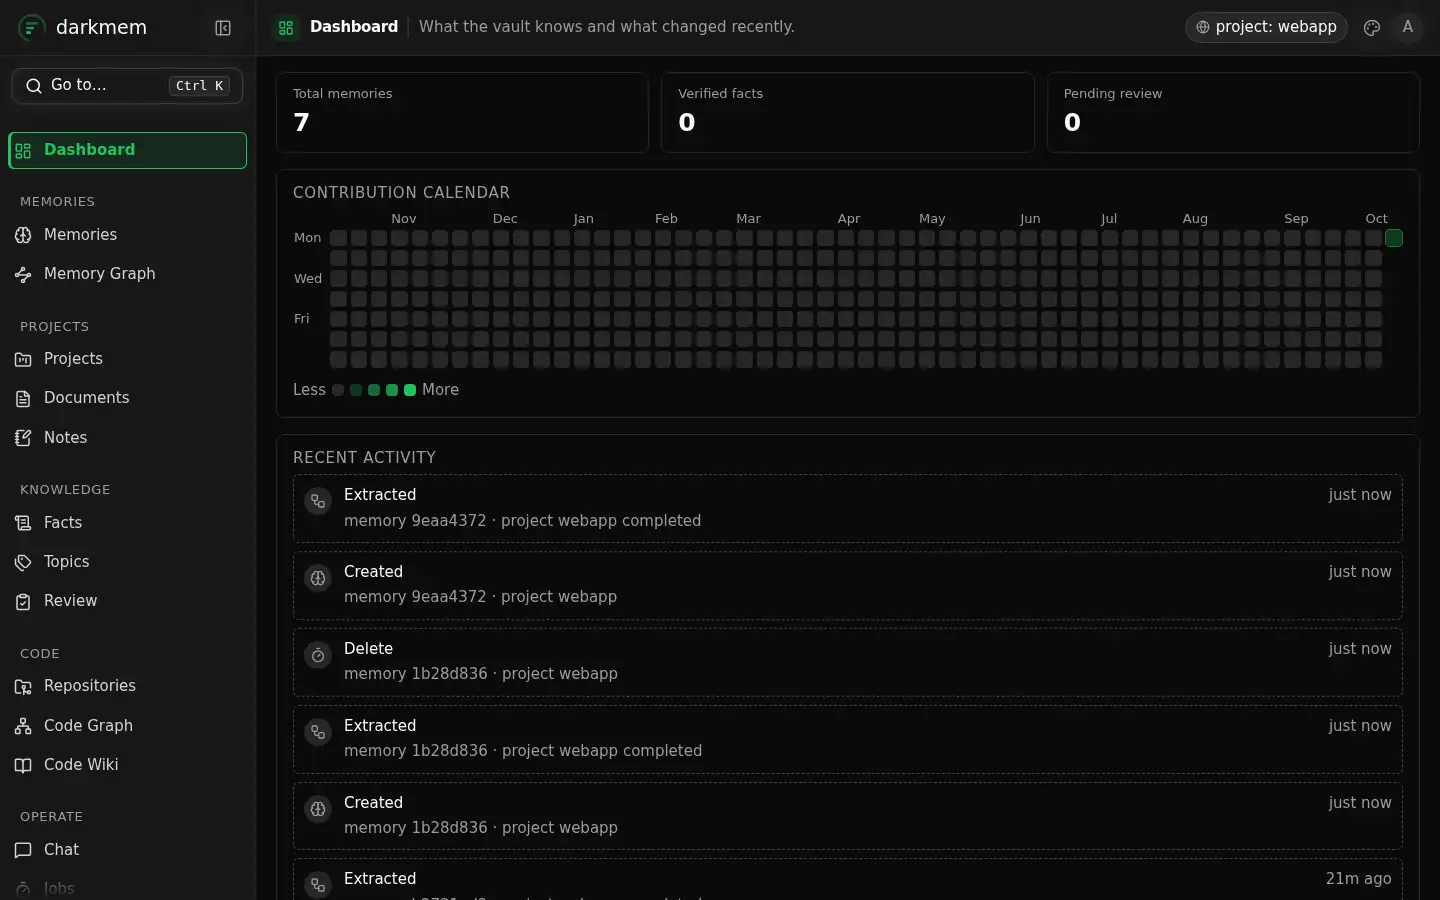 darkmem
Go to...
Ctrl K
Dashboard
MEMORIES
Memories
Memory Graph
PROJECTS
Projects
Documents
Notes
KNOWLEDGE
Facts
Topics
Review
CODE
Repositories
Code Graph
Code Wiki
OPERATE
Chat
Jobs
Dashboard
What the vault knows and what changed recently.
project: webapp
A
Total memories
7
Verified facts
0
Pending review
0
CONTRIBUTION CALENDAR
Nov Dec Jan Feb Mar Apr May Jun Jul Aug Sep Oct
Mon
Wed
Fri
Less More
RECENT ACTIVITY
Extracted just now
memory 9eaa4372 · project webapp completed
Created just now
memory 9eaa4372 · project webapp
Delete just now
memory 1b28d836 · project webapp
Extracted just now
memory 1b28d836 · project webapp completed
Created just now
memory 1b28d836 · project webapp
Extracted 21m ago